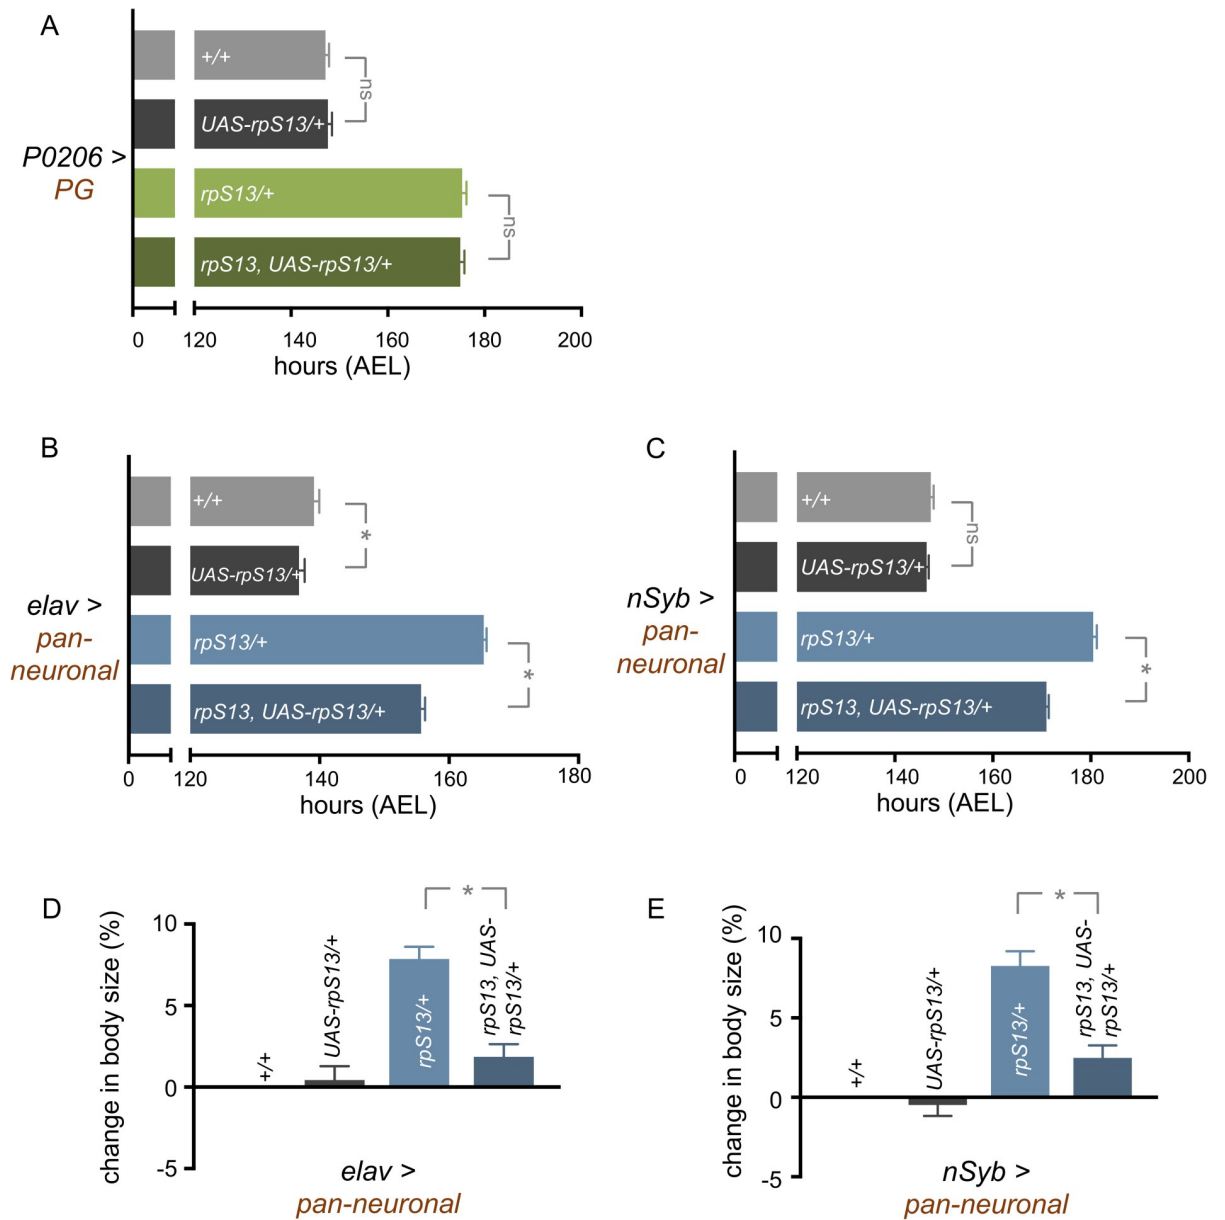 A
+/+
ns
UAS-rpS13/+
P0206 >
PG
rpS13/+
ns
rpS13, UAS-rpS13/+
0 120 140 160 180 200
hours (AEL)
B
+/+
*
UAS-rpS13/+
elav >
pan-
neuronal
rpS13/+
*
rpS13, UAS-rpS13/+
0 120 140 160 180
hours (AEL)
C
+/+
ns
UAS-rpS13/+
nSyb >
pan-
neuronal
rpS13/+
*
rpS13, UAS-rpS13/+
0 120 140 160 180 200
hours (AEL)
D
change in body size (%)
10
5
0
-5
+/+
UAS-rpS13/+
rpS13/+
*
rpS13, UAS-
rpS13/+
elav >
pan-neuronal
E
change in body size (%)
10
5
0
-5
+/+
UAS-rpS13/+
rpS13/+
*
rpS13, UAS-
rpS13/+
nSyb >
pan-neuronal